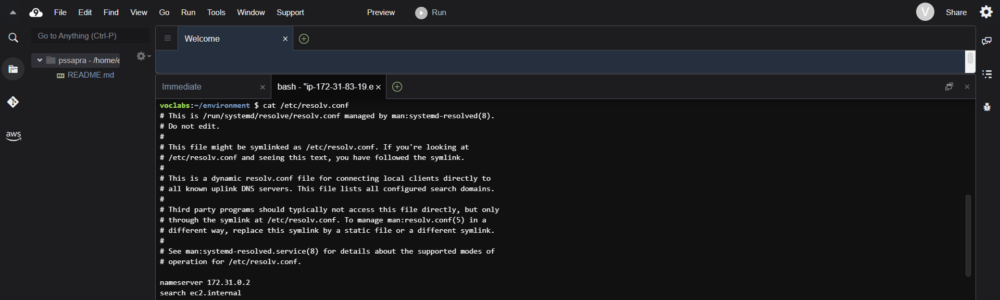 File Edit Find View Go Run Tools Window Support Preview Run V Share
Go to Anything (Ctrl-P)
Welcome
pssapra - /home/e
README.md
aws
Immediate
bash - "ip-172-31-83-19.e
voclabs:~/environment $ cat /etc/resolv.conf
# This is /run/systemd/resolve/resolv.conf managed by man:systemd-resolved(8).
# Do not edit.
#
# This file might be symlinked as /etc/resolv.conf. If you're looking at
# /etc/resolv.conf and seeing this text, you have followed the symlink.
#
# This is a dynamic resolv.conf file for connecting local clients directly to
# all known uplink DNS servers. This file lists all configured search domains.
#
# Third party programs should typically not access this file directly, but only
# through the symlink at /etc/resolv.conf. To manage man:resolv.conf(5) in a
# different way, replace this symlink by a static file or a different symlink.
#
# See man:systemd-resolved.service(8) for details about the supported modes of
# operation for /etc/resolv.conf.
nameserver 172.31.0.2
search ec2.internal